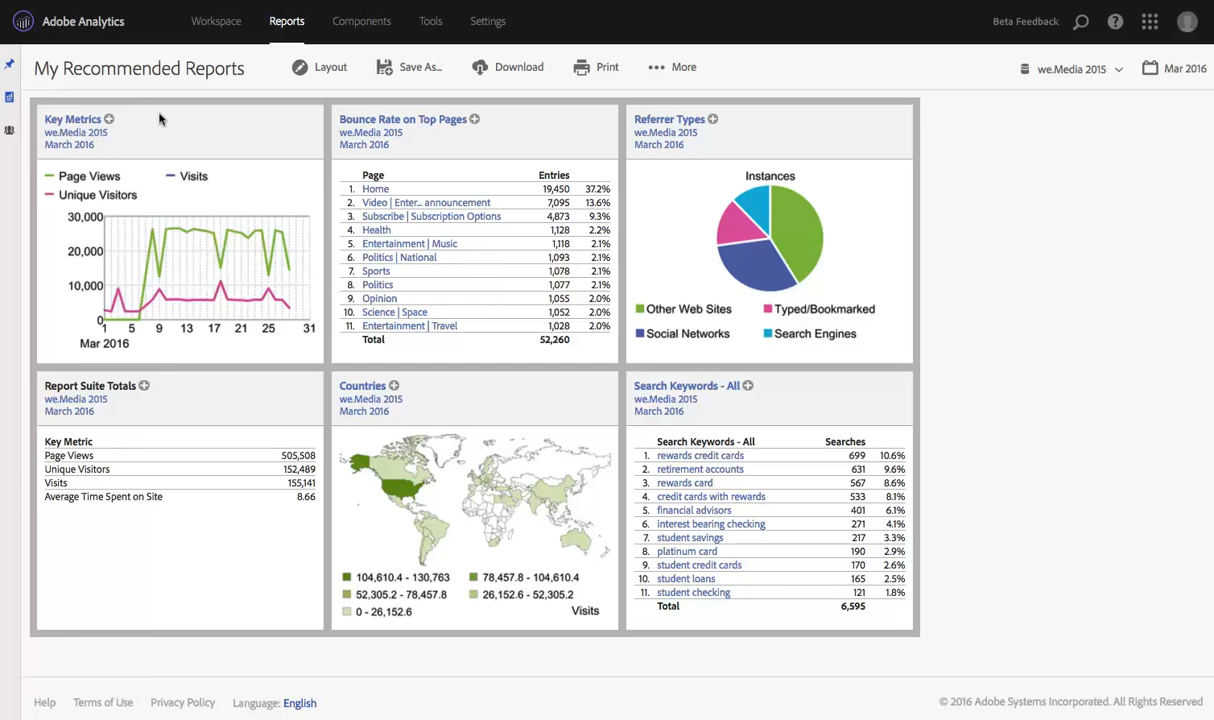 Adobe Analytics
Workspace
Reports
Components
Tools
Settings
Beta Feedback
My Recommended Reports
Layout
Save As...
Download
Print
More
we.Media 2015
Mar 2016
Key Metrics
we.Media 2015
March 2016
Page Views
Visits
Unique Visitors
30,000
20,000
10,000
0
1 5 9 13 17 21 25 31
Mar 2016
Bounce Rate on Top Pages
we.Media 2015
March 2016
Page Entries
1. Home 19,450 37.2%
2. Video | Enter... announcement 7,095 13.6%
3. Subscribe | Subscription Options 4,873 9.3%
4. Health 1,128 2.2%
5. Entertainment | Music 1,118 2.1%
6. Politics | National 1,093 2.1%
7. Sports 1,078 2.1%
8. Politics 1,077 2.1%
9. Opinion 1,055 2.0%
10. Science | Space 1,052 2.0%
11. Entertainment | Travel 1,028 2.0%
Total 52,260
Referrer Types
we.Media 2015
March 2016
Instances
Other Web Sites
Typed/Bookmarked
Social Networks
Search Engines
Report Suite Totals
we.Media 2015
March 2016
Key Metric
Page Views 505,508
Unique Visitors 152,489
Visits 155,141
Average Time Spent on Site 8.66
Countries
we.Media 2015
March 2016
104,610.4 - 130,763
78,457.8 - 104,610.4
52,305.2 - 78,457.8
26,152.6 - 52,305.2
0 - 26,152.6
Visits
Search Keywords - All
we.Media 2015
March 2016
Search Keywords - All Searches
1. rewards credit cards 699 10.6%
2. retirement accounts 631 9.6%
3. rewards card 567 8.6%
4. credit cards with rewards 533 8.1%
5. financial advisors 401 6.1%
6. interest bearing checking 271 4.1%
7. student savings 217 3.3%
8. platinum card 190 2.9%
9. student credit cards 170 2.6%
10. student loans 165 2.5%
11. student checking 121 1.8%
Total 6,595
Help
Terms of Use
Privacy Policy
Language: English
© 2016 Adobe Systems Incorporated. All Rights Reserved